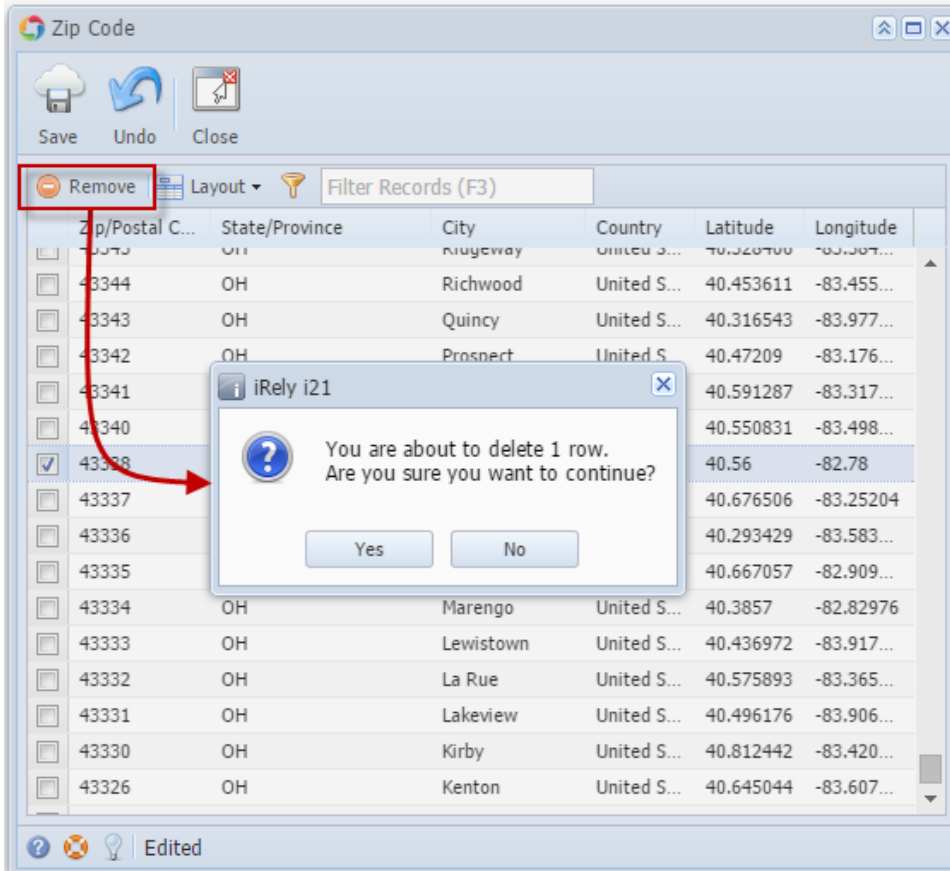 Zip Code
Save Undo Close
Remove Layout Filter Records (F3)
Zip/Postal C... State/Province City Country Latitude Longitude
OH Ridgeway United S...
43344 OH Richwood United S... 40.453611 -83.455...
43343 OH Quincy United S... 40.316543 -83.977...
43342 OH Prospect United S 40.47209 -83.176...
43341 40.591287 -83.317...
43340 40.550831 -83.498...
43338 40.56 -82.78
43337 40.676506 -83.25204
43336 40.293429 -83.583...
43335 40.667057 -82.909...
iRely i21
You are about to delete 1 row.
Are you sure you want to continue?
Yes No
43334 OH Marengo United S... 40.3857 -82.82976
43333 OH Lewistown United S... 40.436972 -83.917...
43332 OH La Rue United S... 40.575893 -83.365...
43331 OH Lakeview United S... 40.496176 -83.906...
43330 OH Kirby United S... 40.812442 -83.420...
43326 OH Kenton United S... 40.645044 -83.607...
Edited